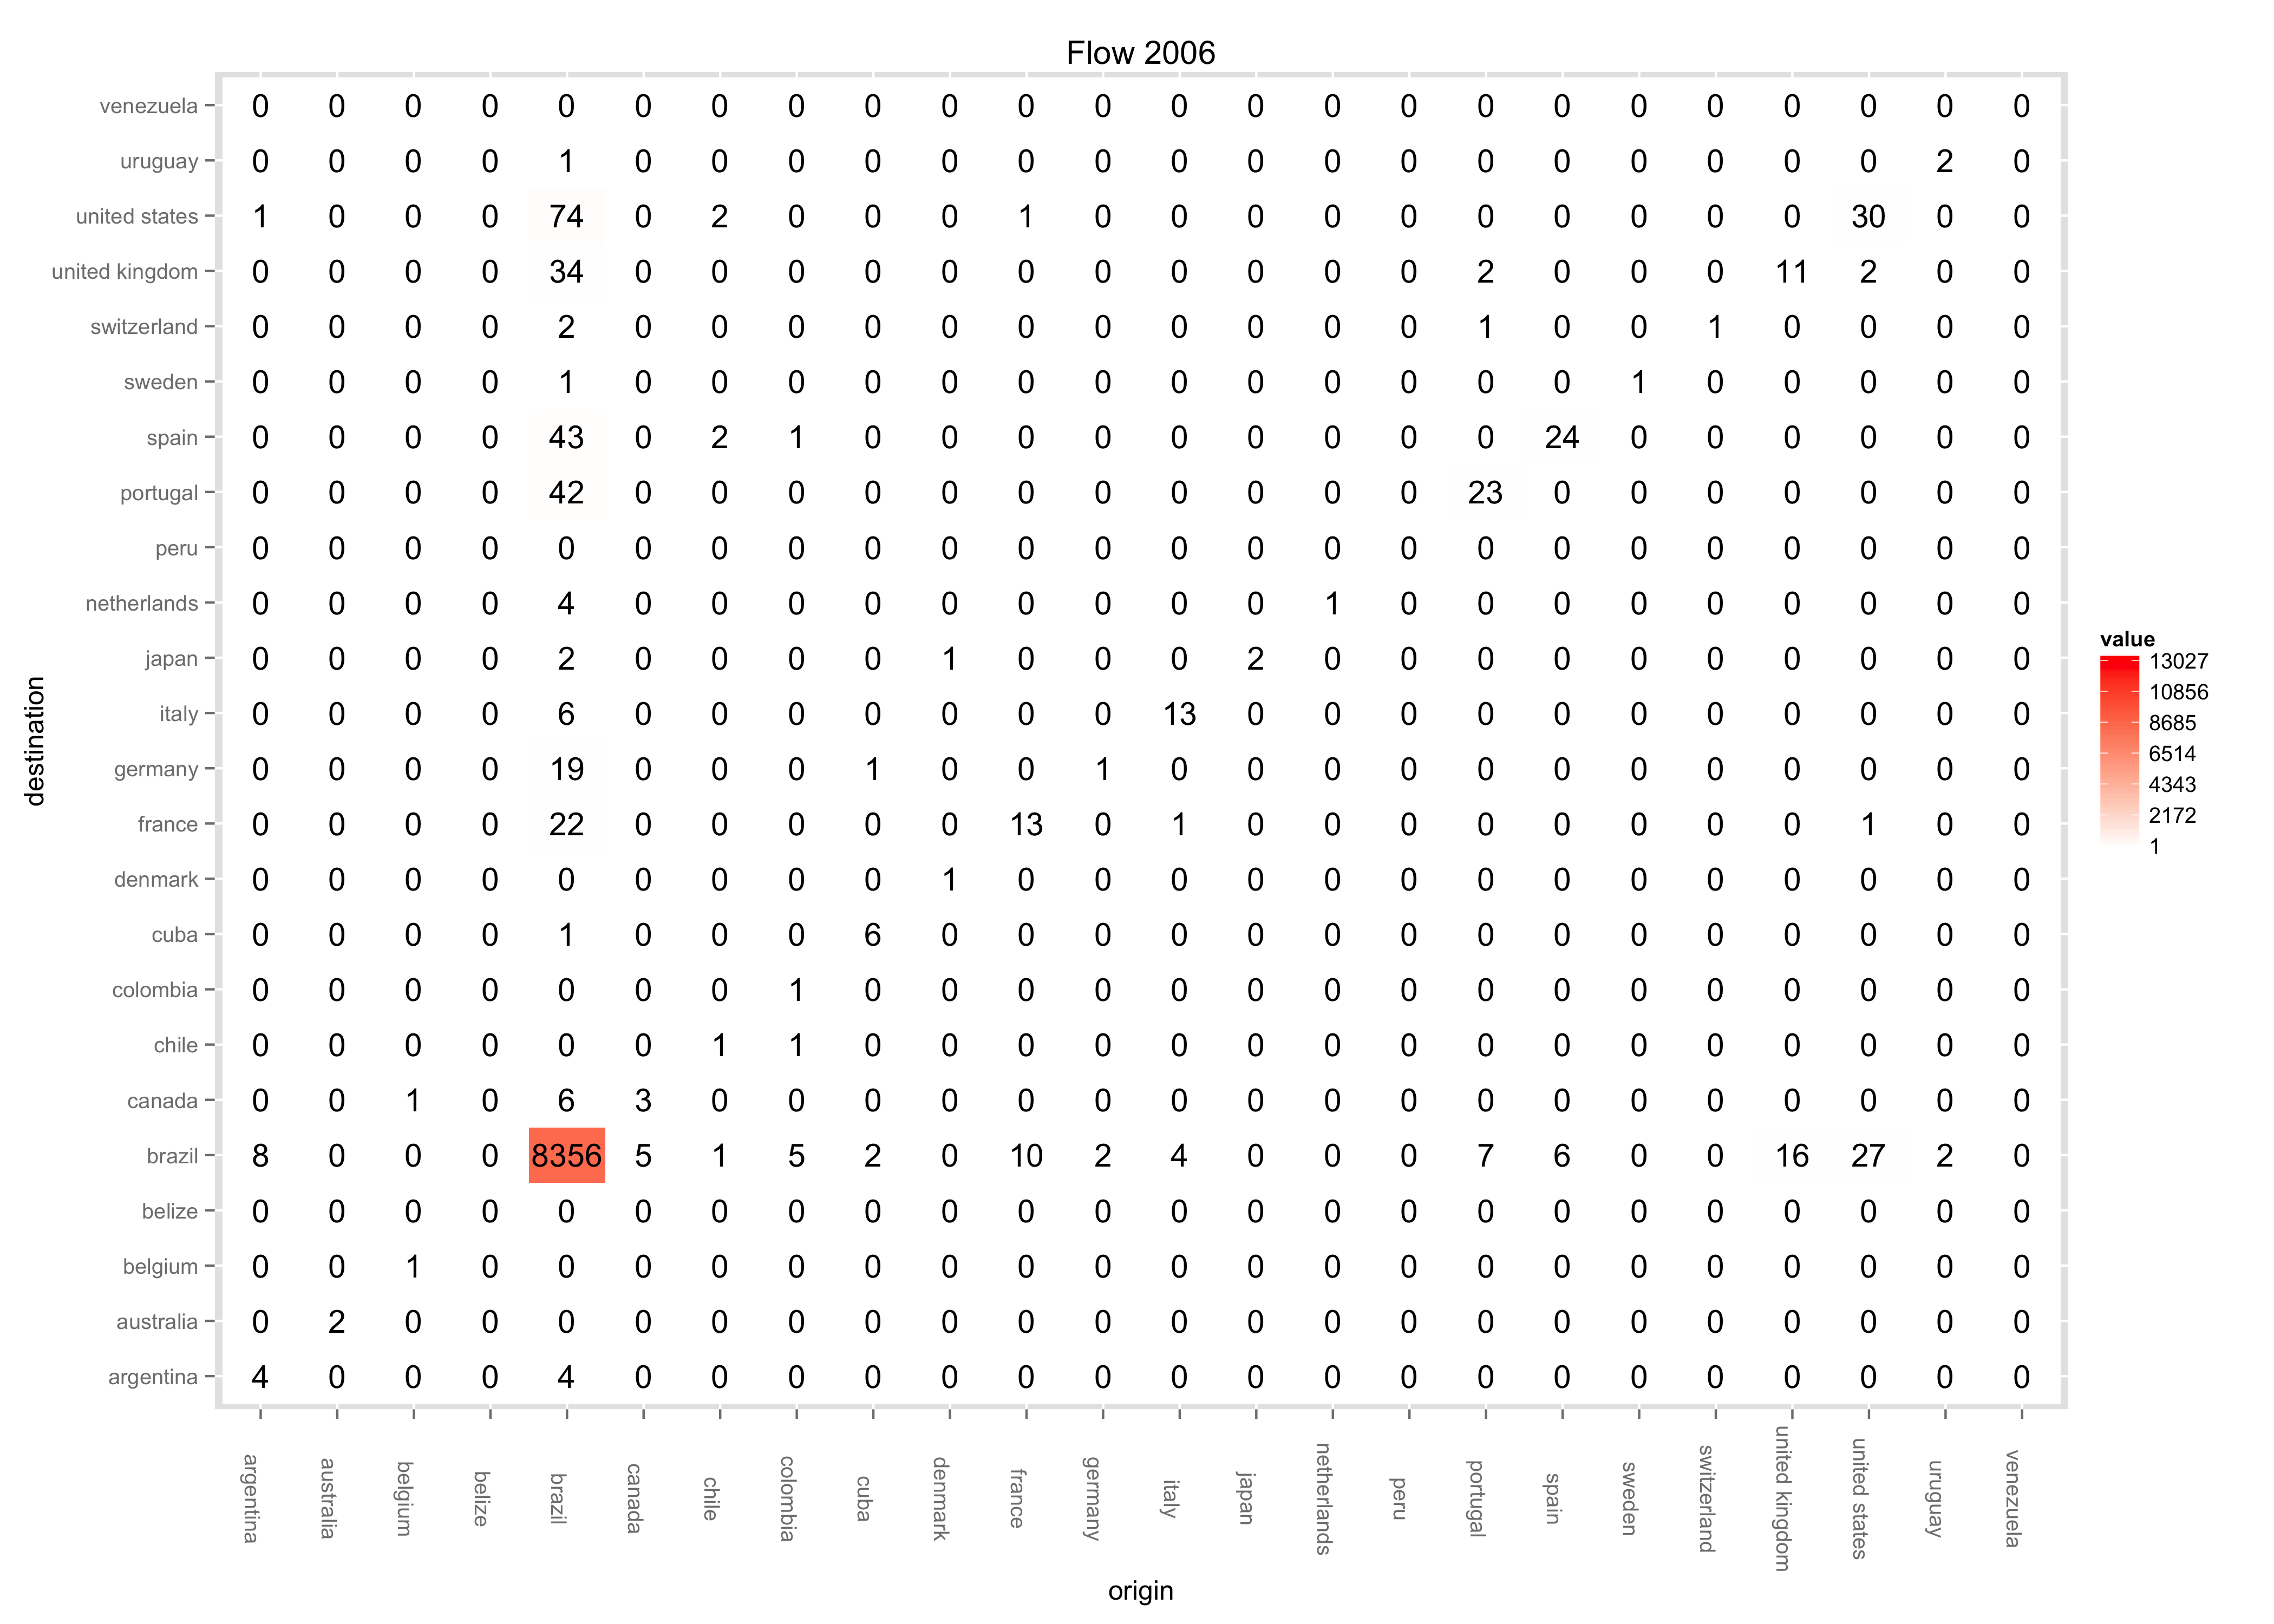 Flow 2006
venezuela 0 0 0 0 0 0 0 0 0 0 0 0 0 0 0 0 0 0 0 0 0 0 0 0
uruguay 0 0 0 0 1 0 0 0 0 0 0 0 0 0 0 0 0 0 0 0 0 0 2 0
united states 1 0 0 0 74 0 2 0 0 0 1 0 0 0 0 0 0 0 0 0 0 30 0 0
united kingdom 0 0 0 0 34 0 0 0 0 0 0 0 0 0 0 0 2 0 0 0 11 2 0 0
switzerland 0 0 0 0 2 0 0 0 0 0 0 0 0 0 0 0 1 0 0 1 0 0 0 0
sweden 0 0 0 0 1 0 0 0 0 0 0 0 0 0 0 0 0 0 1 0 0 0 0 0
spain 0 0 0 0 43 0 2 1 0 0 0 0 0 0 0 0 0 24 0 0 0 0 0 0
portugal 0 0 0 0 42 0 0 0 0 0 0 0 0 0 0 0 23 0 0 0 0 0 0 0
peru 0 0 0 0 0 0 0 0 0 0 0 0 0 0 0 0 0 0 0 0 0 0 0 0
netherlands 0 0 0 0 4 0 0 0 0 0 0 0 0 0 1 0 0 0 0 0 0 0 0 0
japan 0 0 0 0 2 0 0 0 0 1 0 0 0 2 0 0 0 0 0 0 0 0 0 0
italy 0 0 0 0 6 0 0 0 0 0 0 0 13 0 0 0 0 0 0 0 0 0 0 0
germany 0 0 0 0 19 0 0 0 1 0 0 1 0 0 0 0 0 0 0 0 0 0 0 0
france 0 0 0 0 22 0 0 0 0 0 13 0 1 0 0 0 0 0 0 0 0 1 0 0
denmark 0 0 0 0 0 0 0 0 0 1 0 0 0 0 0 0 0 0 0 0 0 0 0 0
cuba 0 0 0 0 1 0 0 0 6 0 0 0 0 0 0 0 0 0 0 0 0 0 0 0
colombia 0 0 0 0 0 0 0 1 0 0 0 0 0 0 0 0 0 0 0 0 0 0 0 0
chile 0 0 0 0 0 0 1 1 0 0 0 0 0 0 0 0 0 0 0 0 0 0 0 0
canada 0 0 1 0 6 3 0 0 0 0 0 0 0 0 0 0 0 0 0 0 0 0 0 0
brazil 8 0 0 0 8356 5 1 5 2 0 10 2 4 0 0 0 7 6 0 0 16 27 2 0
belize 0 0 0 0 0 0 0 0 0 0 0 0 0 0 0 0 0 0 0 0 0 0 0 0
belgium 0 0 1 0 0 0 0 0 0 0 0 0 0 0 0 0 0 0 0 0 0 0 0 0
australia 0 2 0 0 0 0 0 0 0 0 0 0 0 0 0 0 0 0 0 0 0 0 0 0
argentina 4 0 0 0 4 0 0 0 0 0 0 0 0 0 0 0 0 0 0 0 0 0 0 0
argentina australia belgium belize brazil canada chile colombia cuba denmark france germany italy japan netherlands peru portugal spain sweden switzerland united kingdom united states uruguay venezuela
origin
destination
value
13027
10856
8685
6514
4343
2172
1